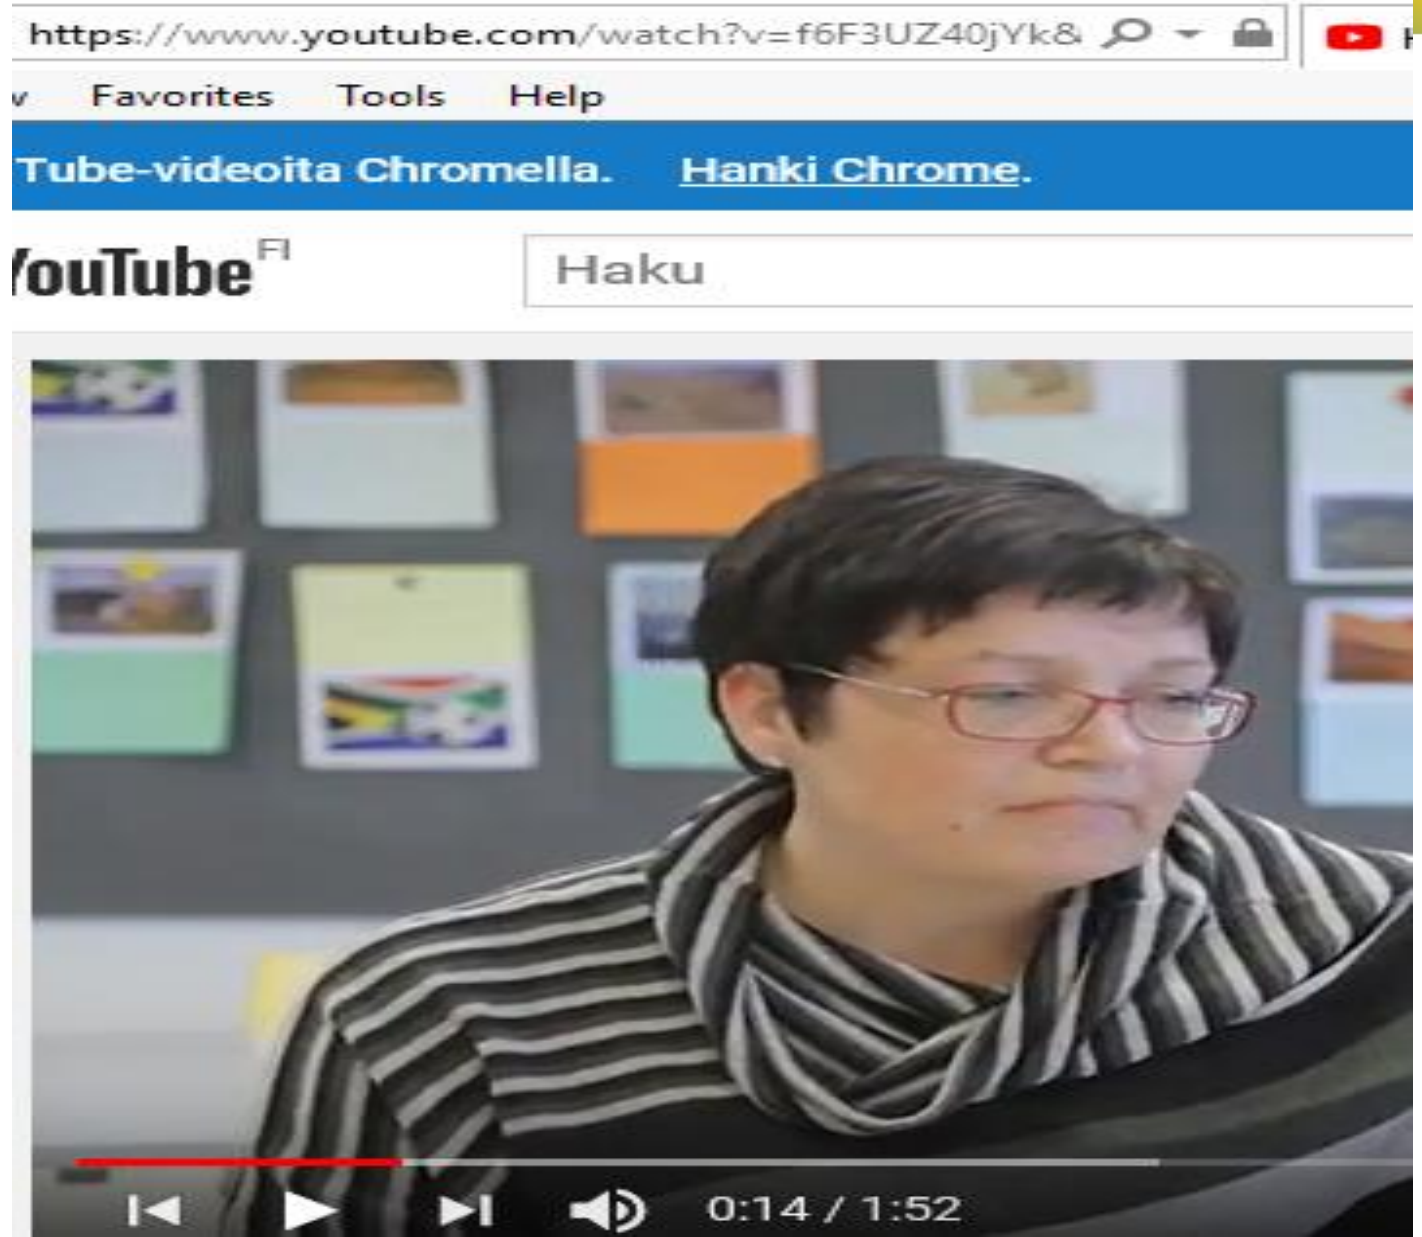 https://www.youtube.com/watch?v=f6F3UZ40jYk&
Favorites Tools Help
Tube-videoita Chromella. Hanki Chrome.
YouTube FI
Haku
0:14 / 1:52